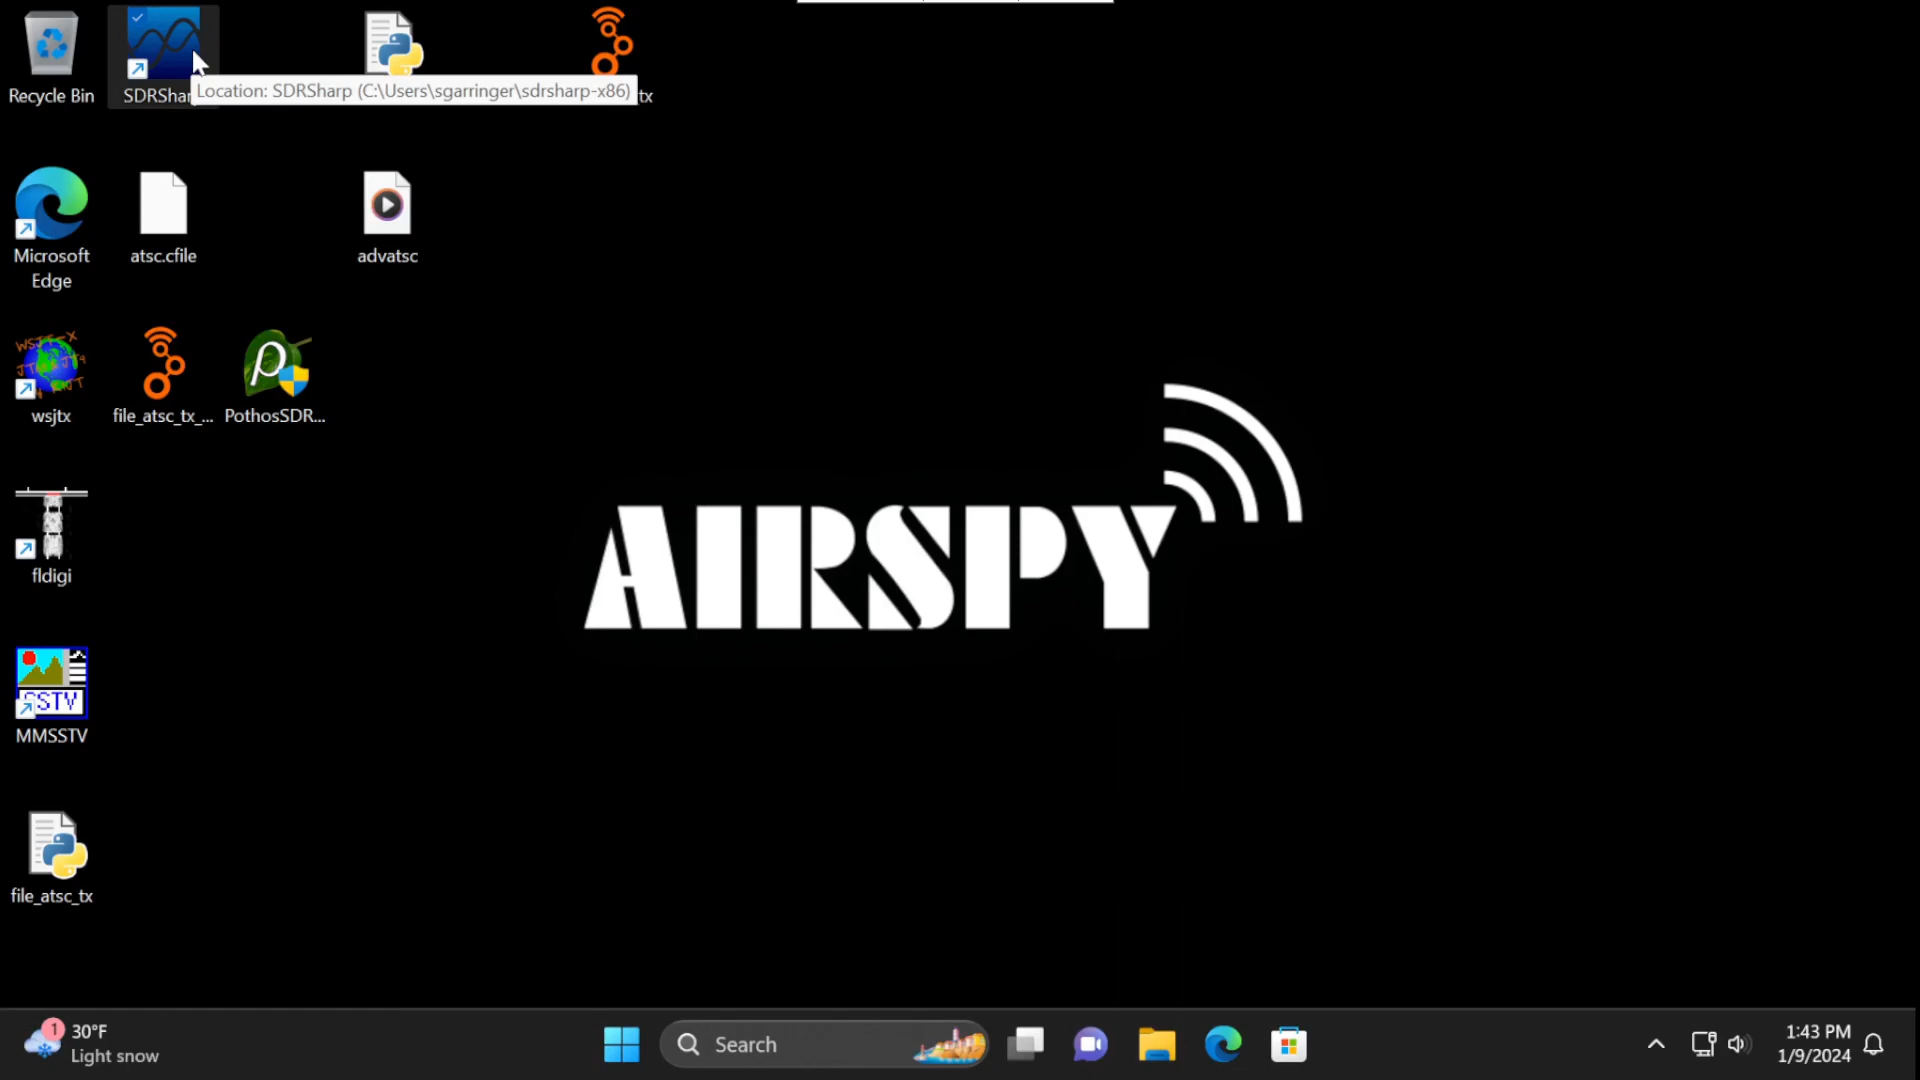 Recycle Bin
SDRShar
Location: SDRSharp (C:\Users\sgarringer\sdrsharp-x86)
tx
Microsoft
Edge
atsc.cfile
advatsc
wsjtx
file_atsc_tx_...
PothosSDR...
fldigi
SSTV
MMSSTV
file_atsc_tx
AIRSPY
1
30°F
Light snow
Search
1:43 PM
1/9/2024